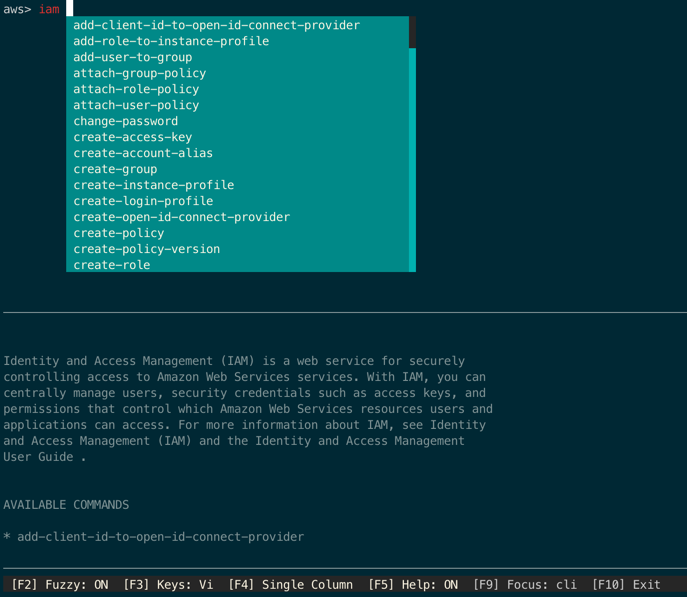 aws> iam
add-client-id-to-open-id-connect-provider
add-role-to-instance-profile
add-user-to-group
attach-group-policy
attach-role-policy
attach-user-policy
change-password
create-access-key
create-account-alias
create-group
create-instance-profile
create-login-profile
create-open-id-connect-provider
create-policy
create-policy-version
create-role
Identity and Access Management (IAM) is a web service for securely
controlling access to Amazon Web Services services. With IAM, you can
centrally manage users, security credentials such as access keys, and
permissions that control which Amazon Web Services resources users and
applications can access. For more information about IAM, see Identity
and Access Management (IAM) and the Identity and Access Management
User Guide .
AVAILABLE COMMANDS
* add-client-id-to-open-id-connect-provider
[F2] Fuzzy: ON [F3] Keys: Vi [F4] Single Column [F5] Help: ON [F9] Focus: cli [F10] Exit